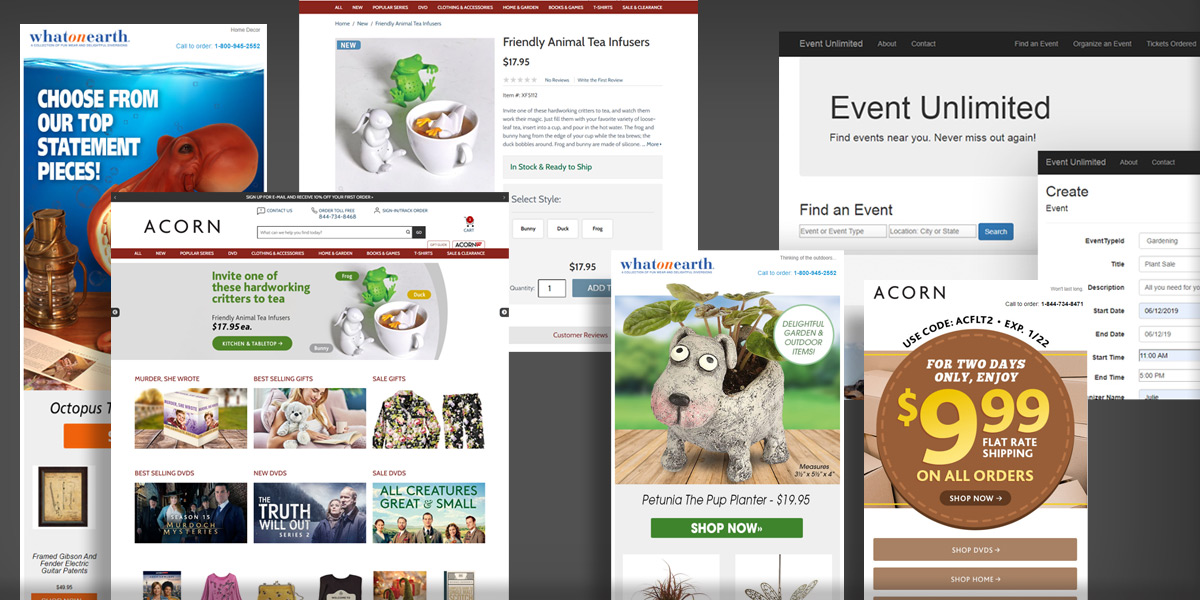 whatonearth.
A COLLECTION OF FUN WEAR AND DELIGHTFUL DIVERSIONS
Home Decor
Call to order: 1-800-945-2552
CHOOSE FROM
OUR TOP
STATEMENT
PIECES!
Octopus T
Framed Gibson And
Fender Electric
Guitar Patents
$49.95
ALL NEW POPULAR SERIES DVD CLOTHING & ACCESSORIES HOME & GARDEN BOOKS & GAMES T-SHIRTS SALE & CLEARANCE
Home / New / Friendly Animal Tea Infusers
NEW
Friendly Animal Tea Infusers
$17.95
No Reviews Write the First Review
Item #: XF5112
Invite one of these hardworking critters to tea, and watch them
work their magic. Just fill them with your favorite variety of loose-
leaf tea, insert into a cup, and pour in the hot water. The frog and
bunny hang from the edge of your cup while the tea brews; the
duck bobbles around. Frog and bunny are made of silicone. ... More
In Stock & Ready to Ship
Select Style:
Bunny Duck Frog
$17.95
Quantity: 1 ADD T
Customer Reviews
SIGN UP FOR E-MAIL AND RECEIVE 10% OFF YOUR FIRST ORDER >
ACORN
CONTACT US
ORDER TOLL FREE
844-734-8468
SIGN-IN/TRACK ORDER
What can we help you find today?
GO
CART
GIFT GUIDE
ACORN TV
ALL NEW POPULAR SERIES DVD CLOTHING & ACCESSORIES HOME & GARDEN BOOKS & GAMES T-SHIRTS SALE & CLEARANCE
Invite one of
these hardworking
critters to tea
Friendly Animal Tea Infusers
$17.95 ea.
KITCHEN & TABLETOP →
Frog
Duck
Bunny
MURDER, SHE WROTE
BEST SELLING GIFTS
SALE GIFTS
BEST SELLING DVDS
NEW DVDS
SALE DVDS
SEASON 15
MURDOCH
MYSTERIES
THE
TRUTH
WILL OUT
SERIES 2
ALL CREATURES
GREAT & SMALL
whatonearth.
A COLLECTION OF FUN WEAR AND DELIGHTFUL DIVERSIONS
Thinking of the outdoors...
Call to order: 1-800-945-2552
DELIGHTFUL
GARDEN &
OUTDOOR
ITEMS!
Measures
3½" x 5½" x 4"
Petunia The Pup Planter - $19.95
SHOP NOW»
Event Unlimited About Contact Find an Event Organize an Event Tickets Ordered
Event Unlimited
Find events near you. Never miss out again!
Find an Event
Event or Event Type
Location: City or State
Search
Event Unlimited About Contact
Create
Event
EventTypeId Gardening
Title Plant Sale
Description All you need for yo
Start Date 06/12/2019
End Date 06/12/19
Start Time 11:00 AM
End Time 5:00 PM
nizer Name Julie
ACORN
Won't last long.
Call to order: 1-844-734-8471
USE CODE: ACFLT2 • EXP. 1/22
FOR TWO DAYS
ONLY, ENJOY
$9.99
FLAT RATE
SHIPPING
ON ALL ORDERS
SHOP NOW →
SHOP DVDS →
SHOP HOME →